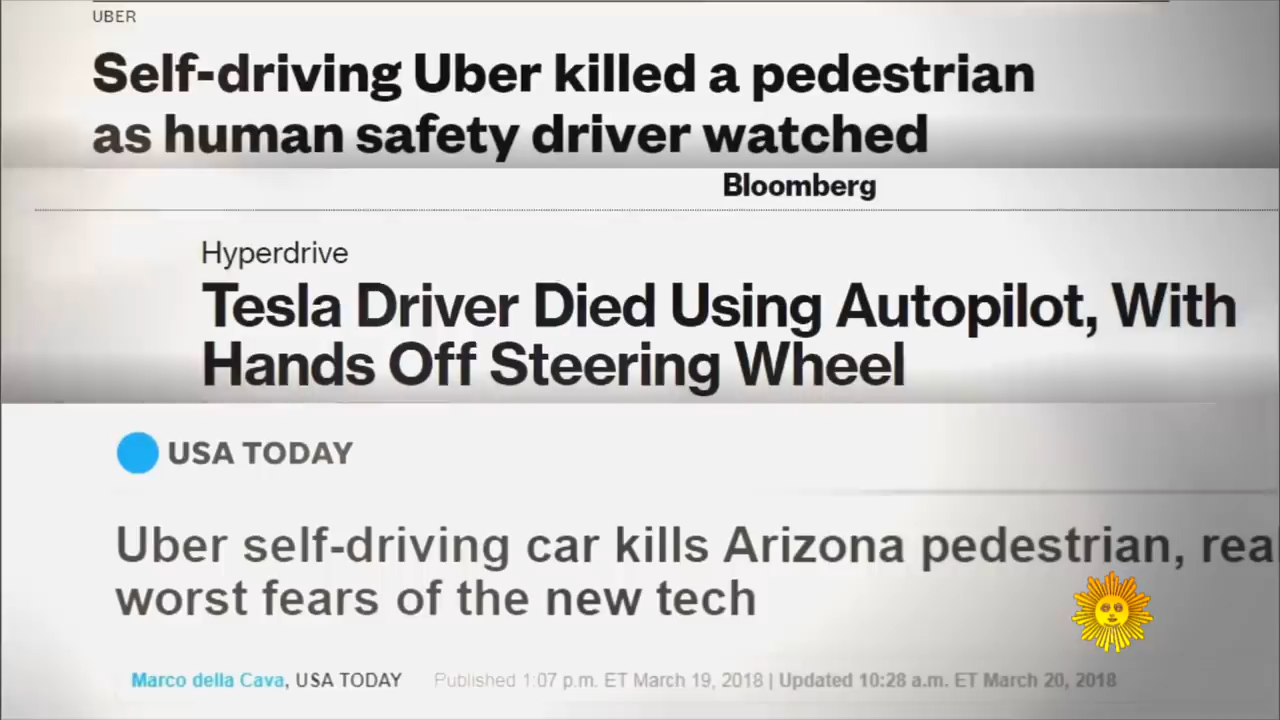 UBER
Self-driving Uber killed a pedestrian
as human safety driver watched
Bloomberg
Hyperdrive
Tesla Driver Died Using Autopilot, With
Hands Off Steering Wheel
USA TODAY
Uber self-driving car kills Arizona pedestrian, rea
worst fears of the new tech
Marco della Cava, USA TODAY Published 1:07 p.m. ET March 19, 2018 | Updated 10:28 a.m. ET March 20, 2018